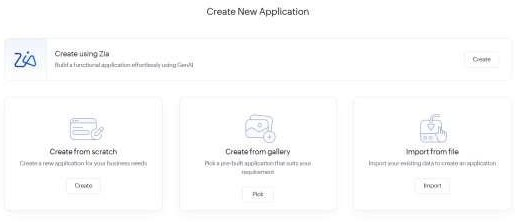 Create New Application
Zia
Create using Zia
Build a functional application effortlessly using GenAI
Create
Create from scratch
Create a new application for your business needs
Create
Create from gallery
Pick a pre-built application that suits your
requirement
Pick
Import from file
Import your existing data to create an application
Import